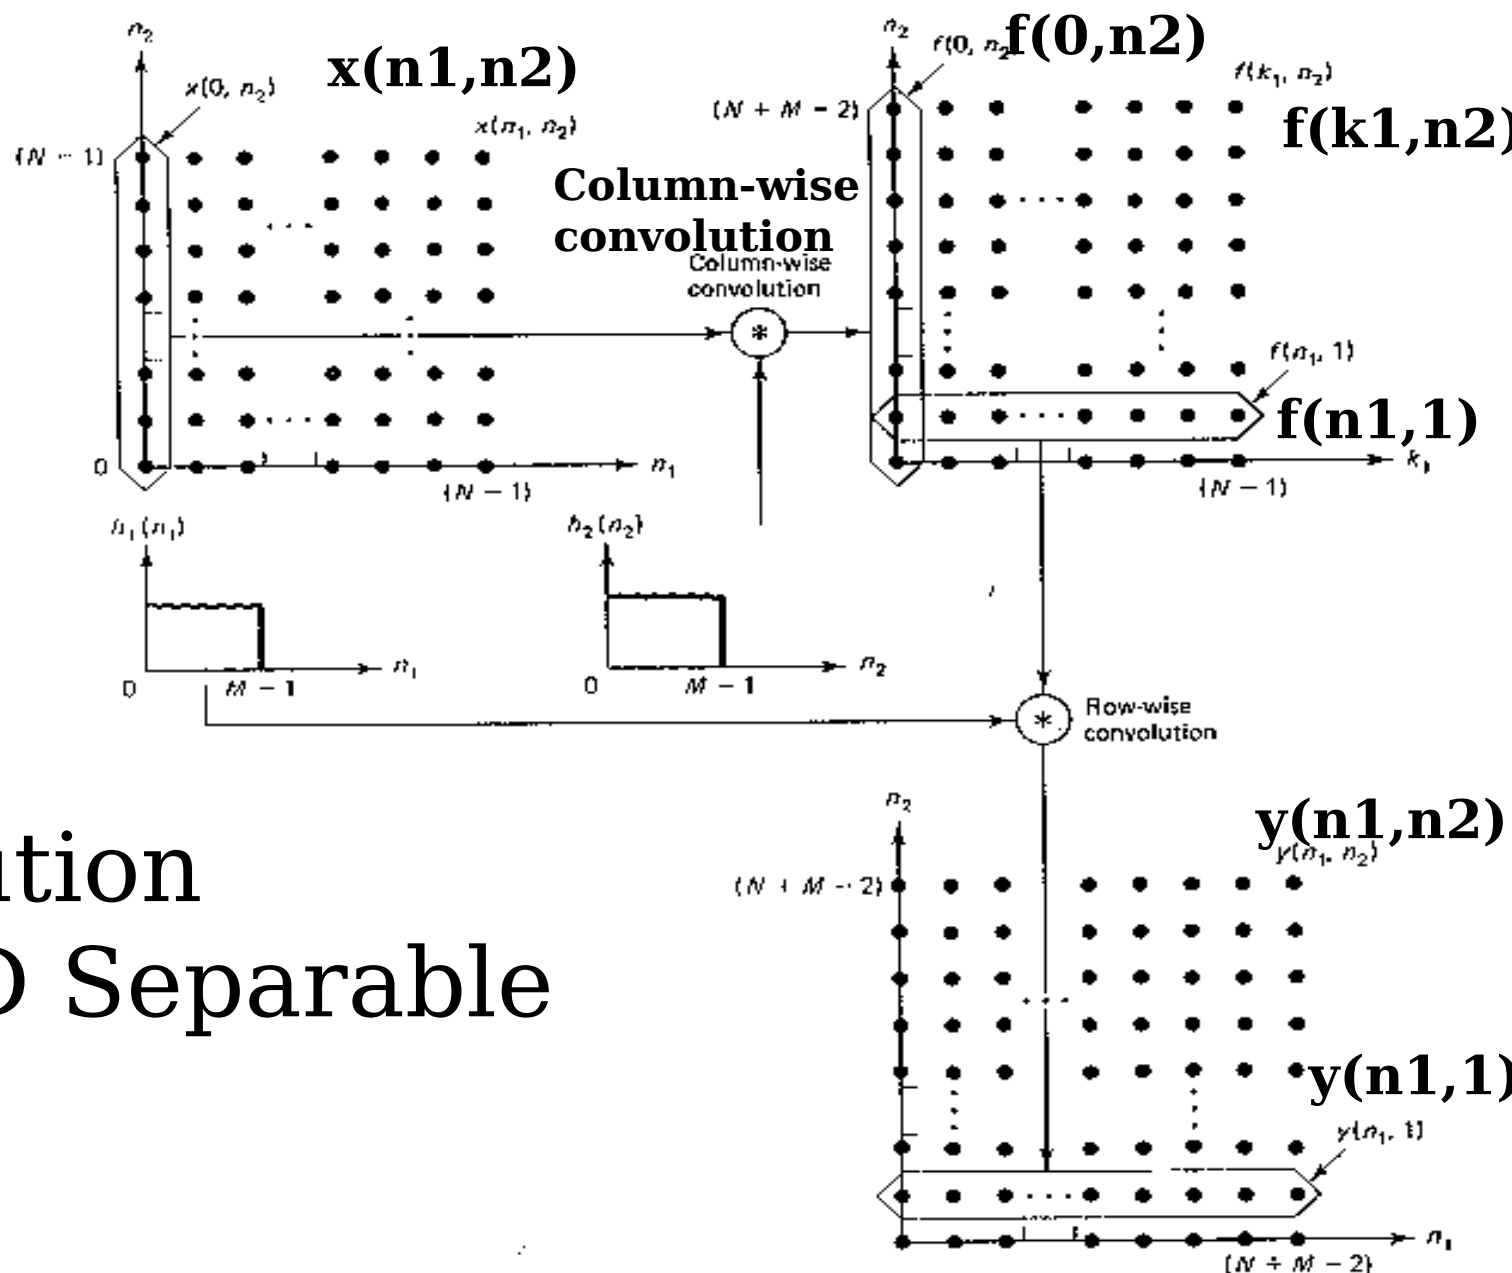 n₂
x(n1,n2)
x(0, n₂)
x(n₁, n₂)
(N − 1)
0
n₁
(N − 1)
Column-wise
convolution
Column-wise
convolution
*
n₂
f(0, n₂
f(0,n2)
f(k₁, n₂)
f(k1,n2)
(N + M − 2)
f(n₁, 1)
f(n1,1)
k₁
(N − 1)
h₁(n₁)
0
M − 1
n₁
h₂(n₂)
0
M − 1
n₂
*
Row-wise
convolution
ution
D Separable
n₂
y(n1,n2)
y(n₁, n₂)
(N + M − 2)
y(n1,1)
y(n₁, 1)
n₁
(N + M − 2)